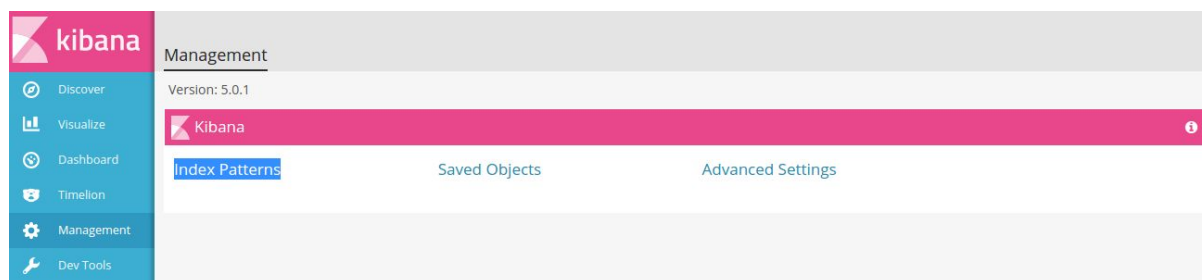 kibana
Management
Discover
Version: 5.0.1
Visualize
Kibana
Dashboard
Index Patterns
Saved Objects
Advanced Settings
Timelion
Management
Dev Tools